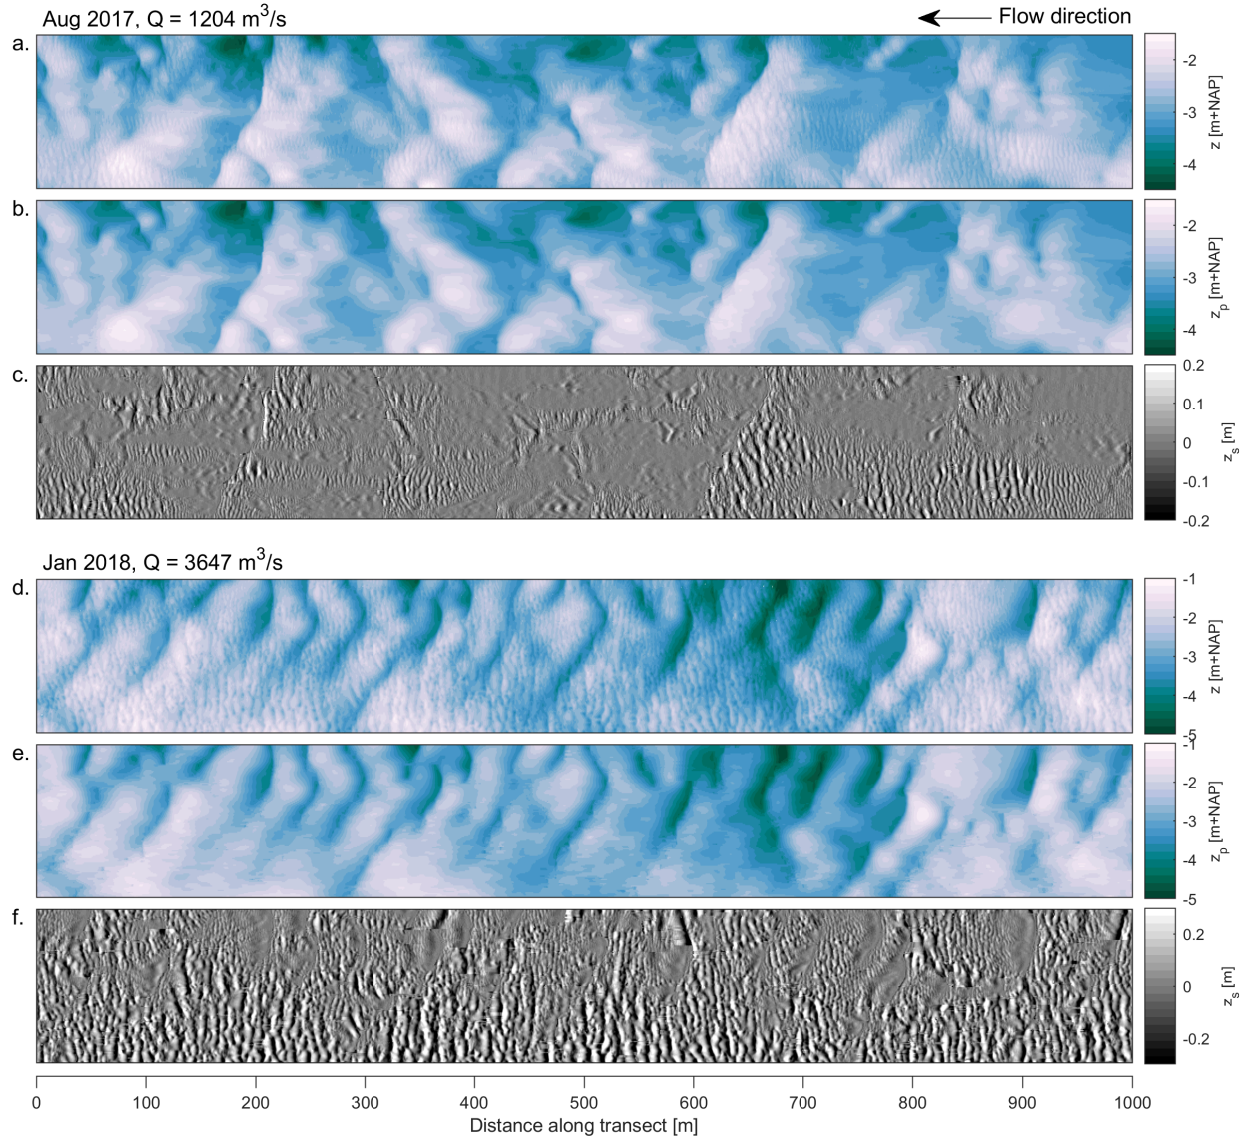 Aug 2017, Q = 1204 m³/s
Flow direction
a.
-2
-3
-4
z [m+NAP]
b.
-2
-3
-4
z_p [m+NAP]
c.
0.2
0.1
0
-0.1
-0.2
z_s [m]
Jan 2018, Q = 3647 m³/s
d.
-1
-2
-3
-4
-5
z [m+NAP]
e.
-1
-2
-3
-4
-5
z_p [m+NAP]
f.
0.2
0
-0.2
z_s [m]
0 100 200 300 400 500 600 700 800 900 1000
Distance along transect [m]